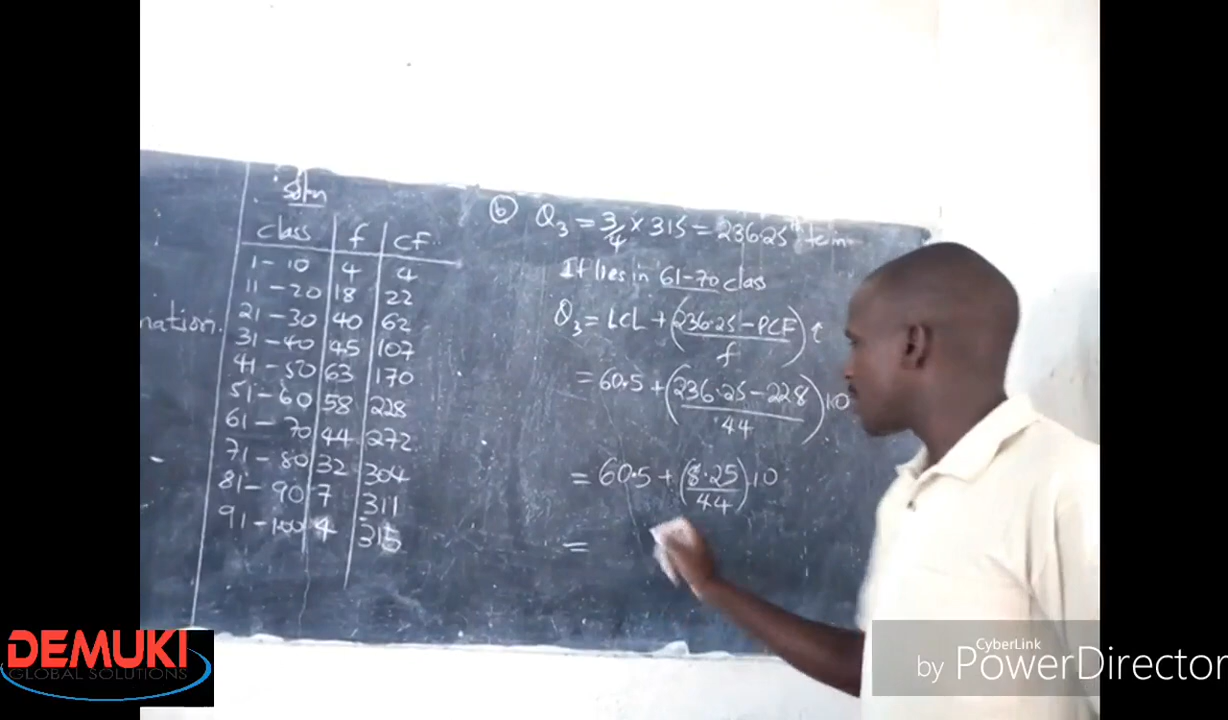 Soln
class f CF
1-10 4 4
11-20 18 22
21-30 40 62
31-40 45 107
41-50 63 170
51-60 58 228
61-70 44 272
71-80 32 304
81-90 7 311
91-100 4 315
nation.
(b) Q₃ = 3/4 × 315 = 236.25th term
It lies in 61-70 class
Q₃ = LCL + (236.25 - PCF / f) i
= 60.5 + (236.25 - 228 / 44) 10
= 60.5 + (8.25 / 44) 10
=
DEMUKI
GLOBAL SOLUTIONS
CyberLink
by PowerDirector